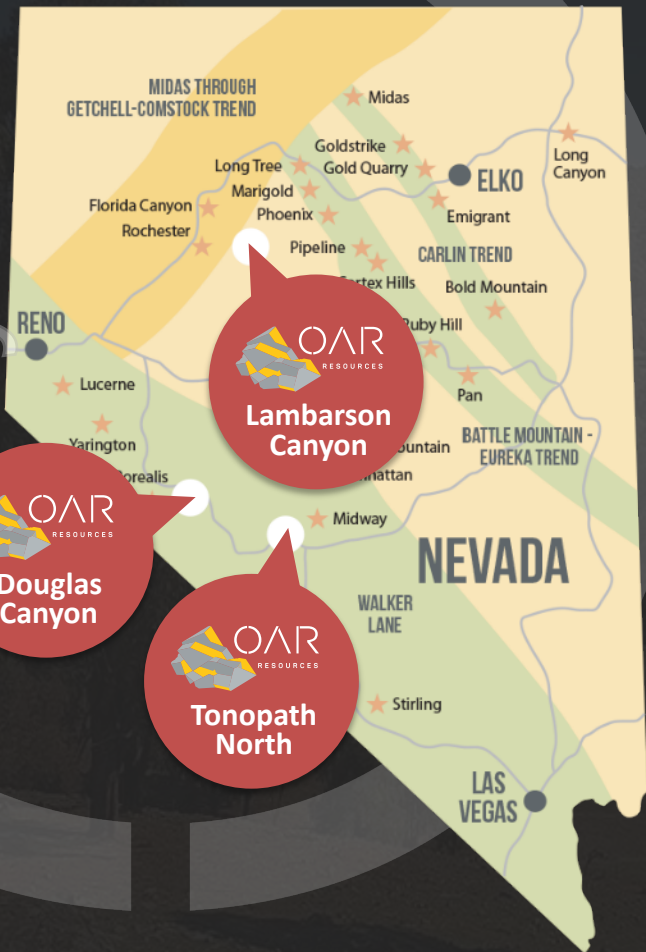 MIDAS THROUGH
GETCHELL-COMSTOCK TREND
Midas
Goldstrike
Long Tree
Gold Quarry
ELKO
Long
Canyon
Marigold
Florida Canyon
Phoenix
Emigrant
Rochester
Pipeline
CARLIN TREND
Hills
Bold Mountain
RENO
Ruby Hill
OAR
RESOURCES
Lambarson
Canyon
Lucerne
Pan
Yarington
BATTLE MOUNTAIN -
EUREKA TREND
OAR
RESOURCES
Douglas
Canyon
Midway
NEVADA
WALKER
LANE
OAR
RESOURCES
Tonopath
North
Stirling
LAS
VEGAS